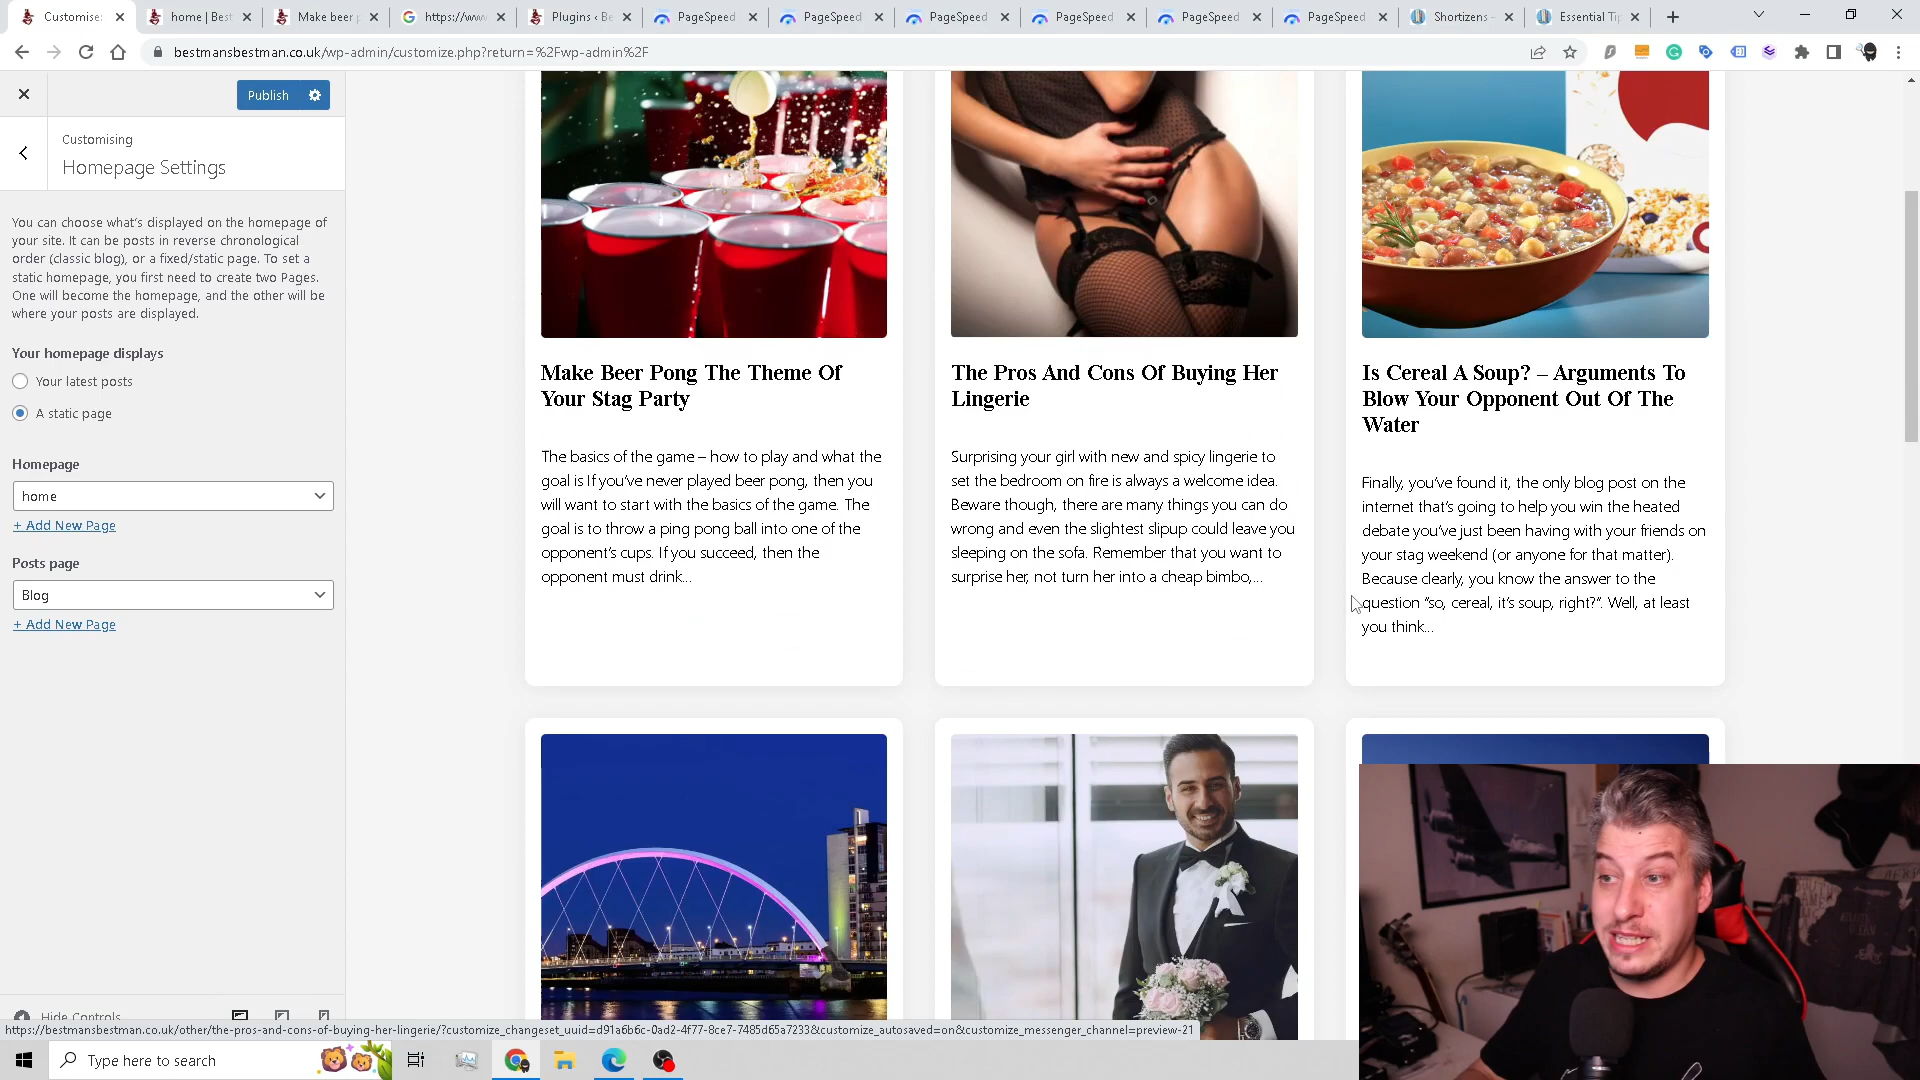 Customise:
home | Best
Make beer p
https://www
Plugins ‹ Be
PageSpeed
PageSpeed
PageSpeed
PageSpeed
PageSpeed
PageSpeed
Shortizens -
Essential Ti
bestmansbestman.co.uk/wp-admin/customize.php?return=%2Fwp-admin%2F
Publish
Customising
Homepage Settings
You can choose what's displayed on the homepage of
your site. It can be posts in reverse chronological
order (classic blog), or a fixed/static page. To set a
static homepage, you first need to create two Pages.
One will become the homepage, and the other will be
where your posts are displayed.
Your homepage displays
Your latest posts
A static page
Homepage
home
+ Add New Page
Posts page
Blog
+ Add New Page
Hide Controls
Make Beer Pong The Theme Of
Your Stag Party
The basics of the game – how to play and what the
goal is If you've never played beer pong, then you
will want to start with the basics of the game. The
goal is to throw a ping pong ball into one of the
opponent's cups. If you succeed, then the
opponent must drink...
The Pros And Cons Of Buying Her
Lingerie
Surprising your girl with new and spicy lingerie to
set the bedroom on fire is always a welcome idea.
Beware though, there are many things you can do
wrong and even the slightest slipup could leave you
sleeping on the sofa. Remember that you want to
surprise her, not turn her into a cheap bimbo,...
Is Cereal A Soup? – Arguments To
Blow Your Opponent Out Of The
Water
Finally, you've found it, the only blog post on the
internet that's going to help you win the heated
debate you've just been having with your friends on
your stag weekend (or anyone for that matter).
Because clearly, you know the answer to the
question "so, cereal, it's soup, right?". Well, at least
you think...
https://bestmansbestman.co.uk/other/the-pros-and-cons-of-buying-her-lingerie/?customize_changeset_uuid=d91a6b6c-0ad2-4f77-8ce7-7485d65a7233&customize_autosaved=on&customize_messenger_channel=preview-21
Type here to search